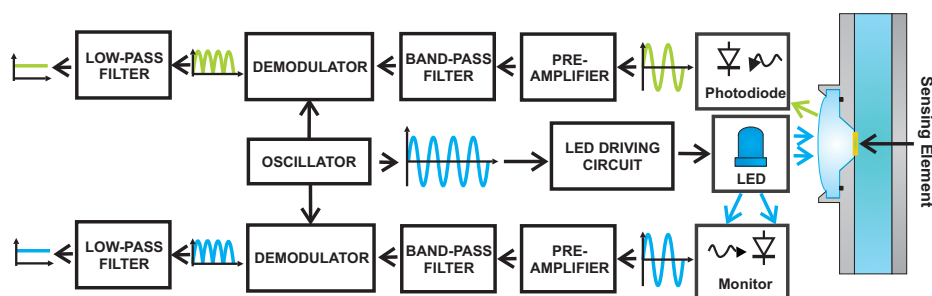 LOW-PASS
FILTER
DEMODULATOR
BAND-PASS
FILTER
PRE-
AMPLIFIER
Photodiode
OSCILLATOR
LED DRIVING
CIRCUIT
LED
Sensing Element
LOW-PASS
FILTER
DEMODULATOR
BAND-PASS
FILTER
PRE-
AMPLIFIER
Monitor